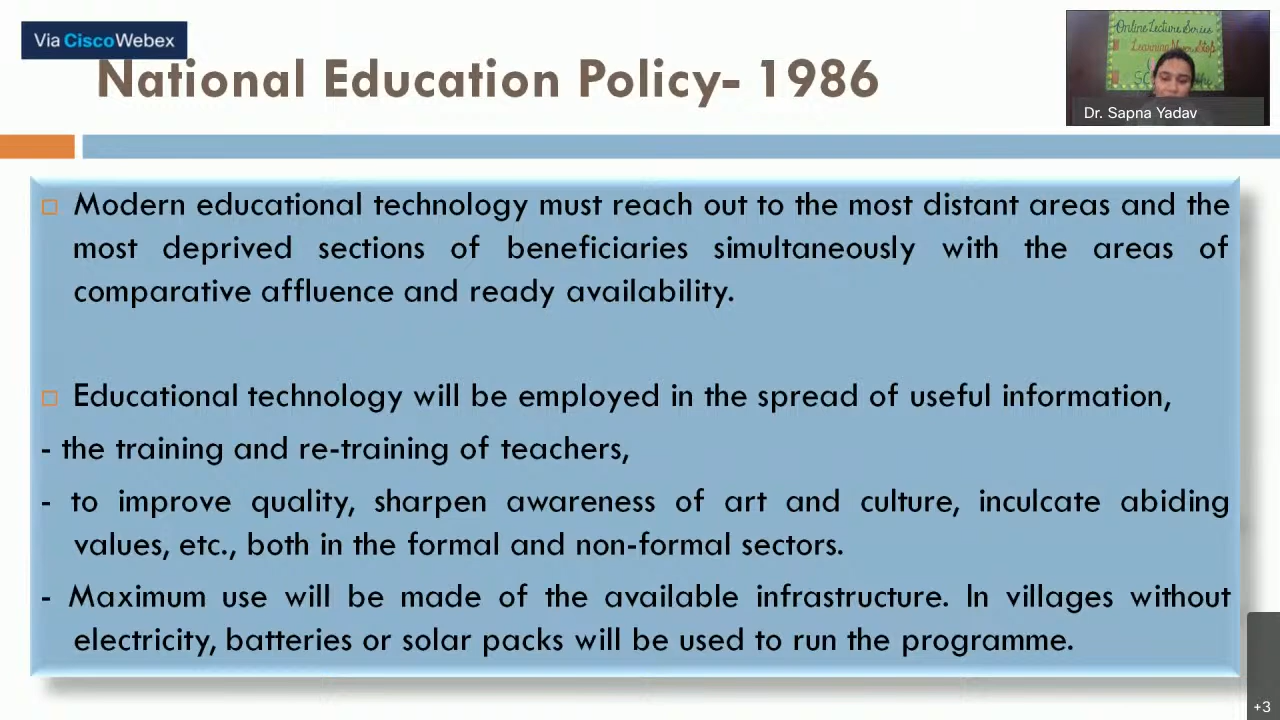 Via CiscoWebex
National Education Policy- 1986
Online Lecture Series
Dr. Sapna Yadav
Modern educational technology must reach out to the most distant areas and the
most deprived sections of beneficiaries simultaneously with the areas of
comparative affluence and ready availability.
Educational technology will be employed in the spread of useful information,
- the training and re-training of teachers,
- to improve quality, sharpen awareness of art and culture, inculcate abiding
values, etc., both in the formal and non-formal sectors.
- Maximum use will be made of the available infrastructure. In villages without
electricity, batteries or solar packs will be used to run the programme.
+3